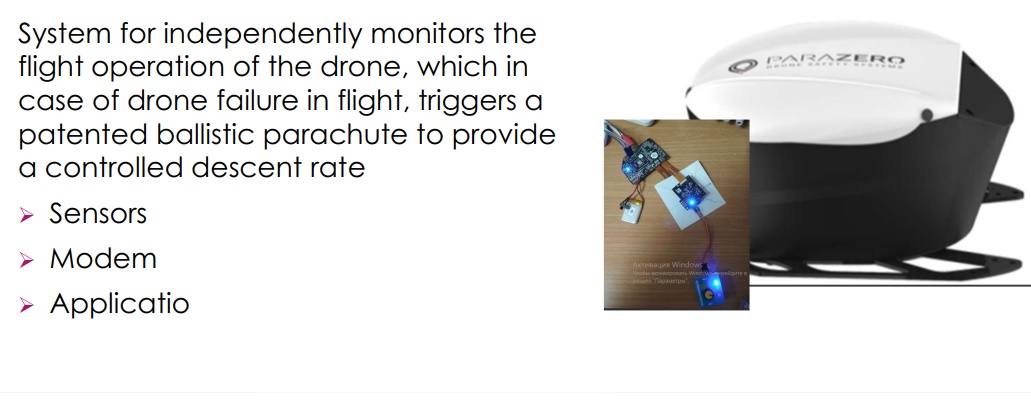 System for independently monitors the
flight operation of the drone, which in
case of drone failure in flight, triggers a
patented ballistic parachute to provide
a controlled descent rate
Sensors
Modem
Applicatio
PARAZERO
DRONE SAFETY SYSTEMS
Активация Windows
Чтобы активировать Windows, перейдите в
раздел "Параметры".